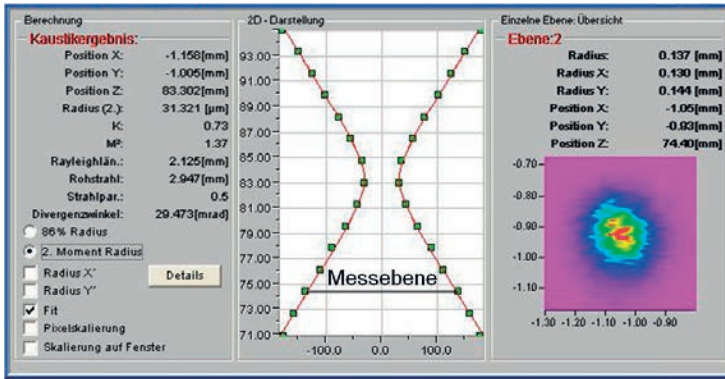 Berechnung
Kaustikergebnis:
Position X: -1.158[mm]
Position Y: -1.005[mm]
Position Z: 83.302[mm]
Radius (2.): 31.321 [µm]
K: 0.73
M²: 1.37
Rayleighlän.: 2.125[mm]
Rohstrahl: 2.947[mm]
Strahlpar.: 0.5
Divergenzwinkel: 29.473[mrad]
86% Radius
2. Moment Radius
Radius X´
Details
Radius Y´
Fit
Pixelskalierung
Skalierung auf Fenster
2D - Darstellung
93.00
91.00
89.00
87.00
85.00
83.00
81.00
79.00
77.00
75.00
73.00
71.00
Messebene
-100.0 0.0 100.0
Einzelne Ebene: Übersicht
Ebene:2
Radius: 0.137 [mm]
Radius X: 0.130 [mm]
Radius Y: 0.144 [mm]
Position X: -1.05[mm]
Position Y: -0.93[mm]
Position Z: 74.40[mm]
-0.70
-0.80
-0.90
-1.00
-1.10
-1.30 -1.20 -1.10 -1.00 -0.90